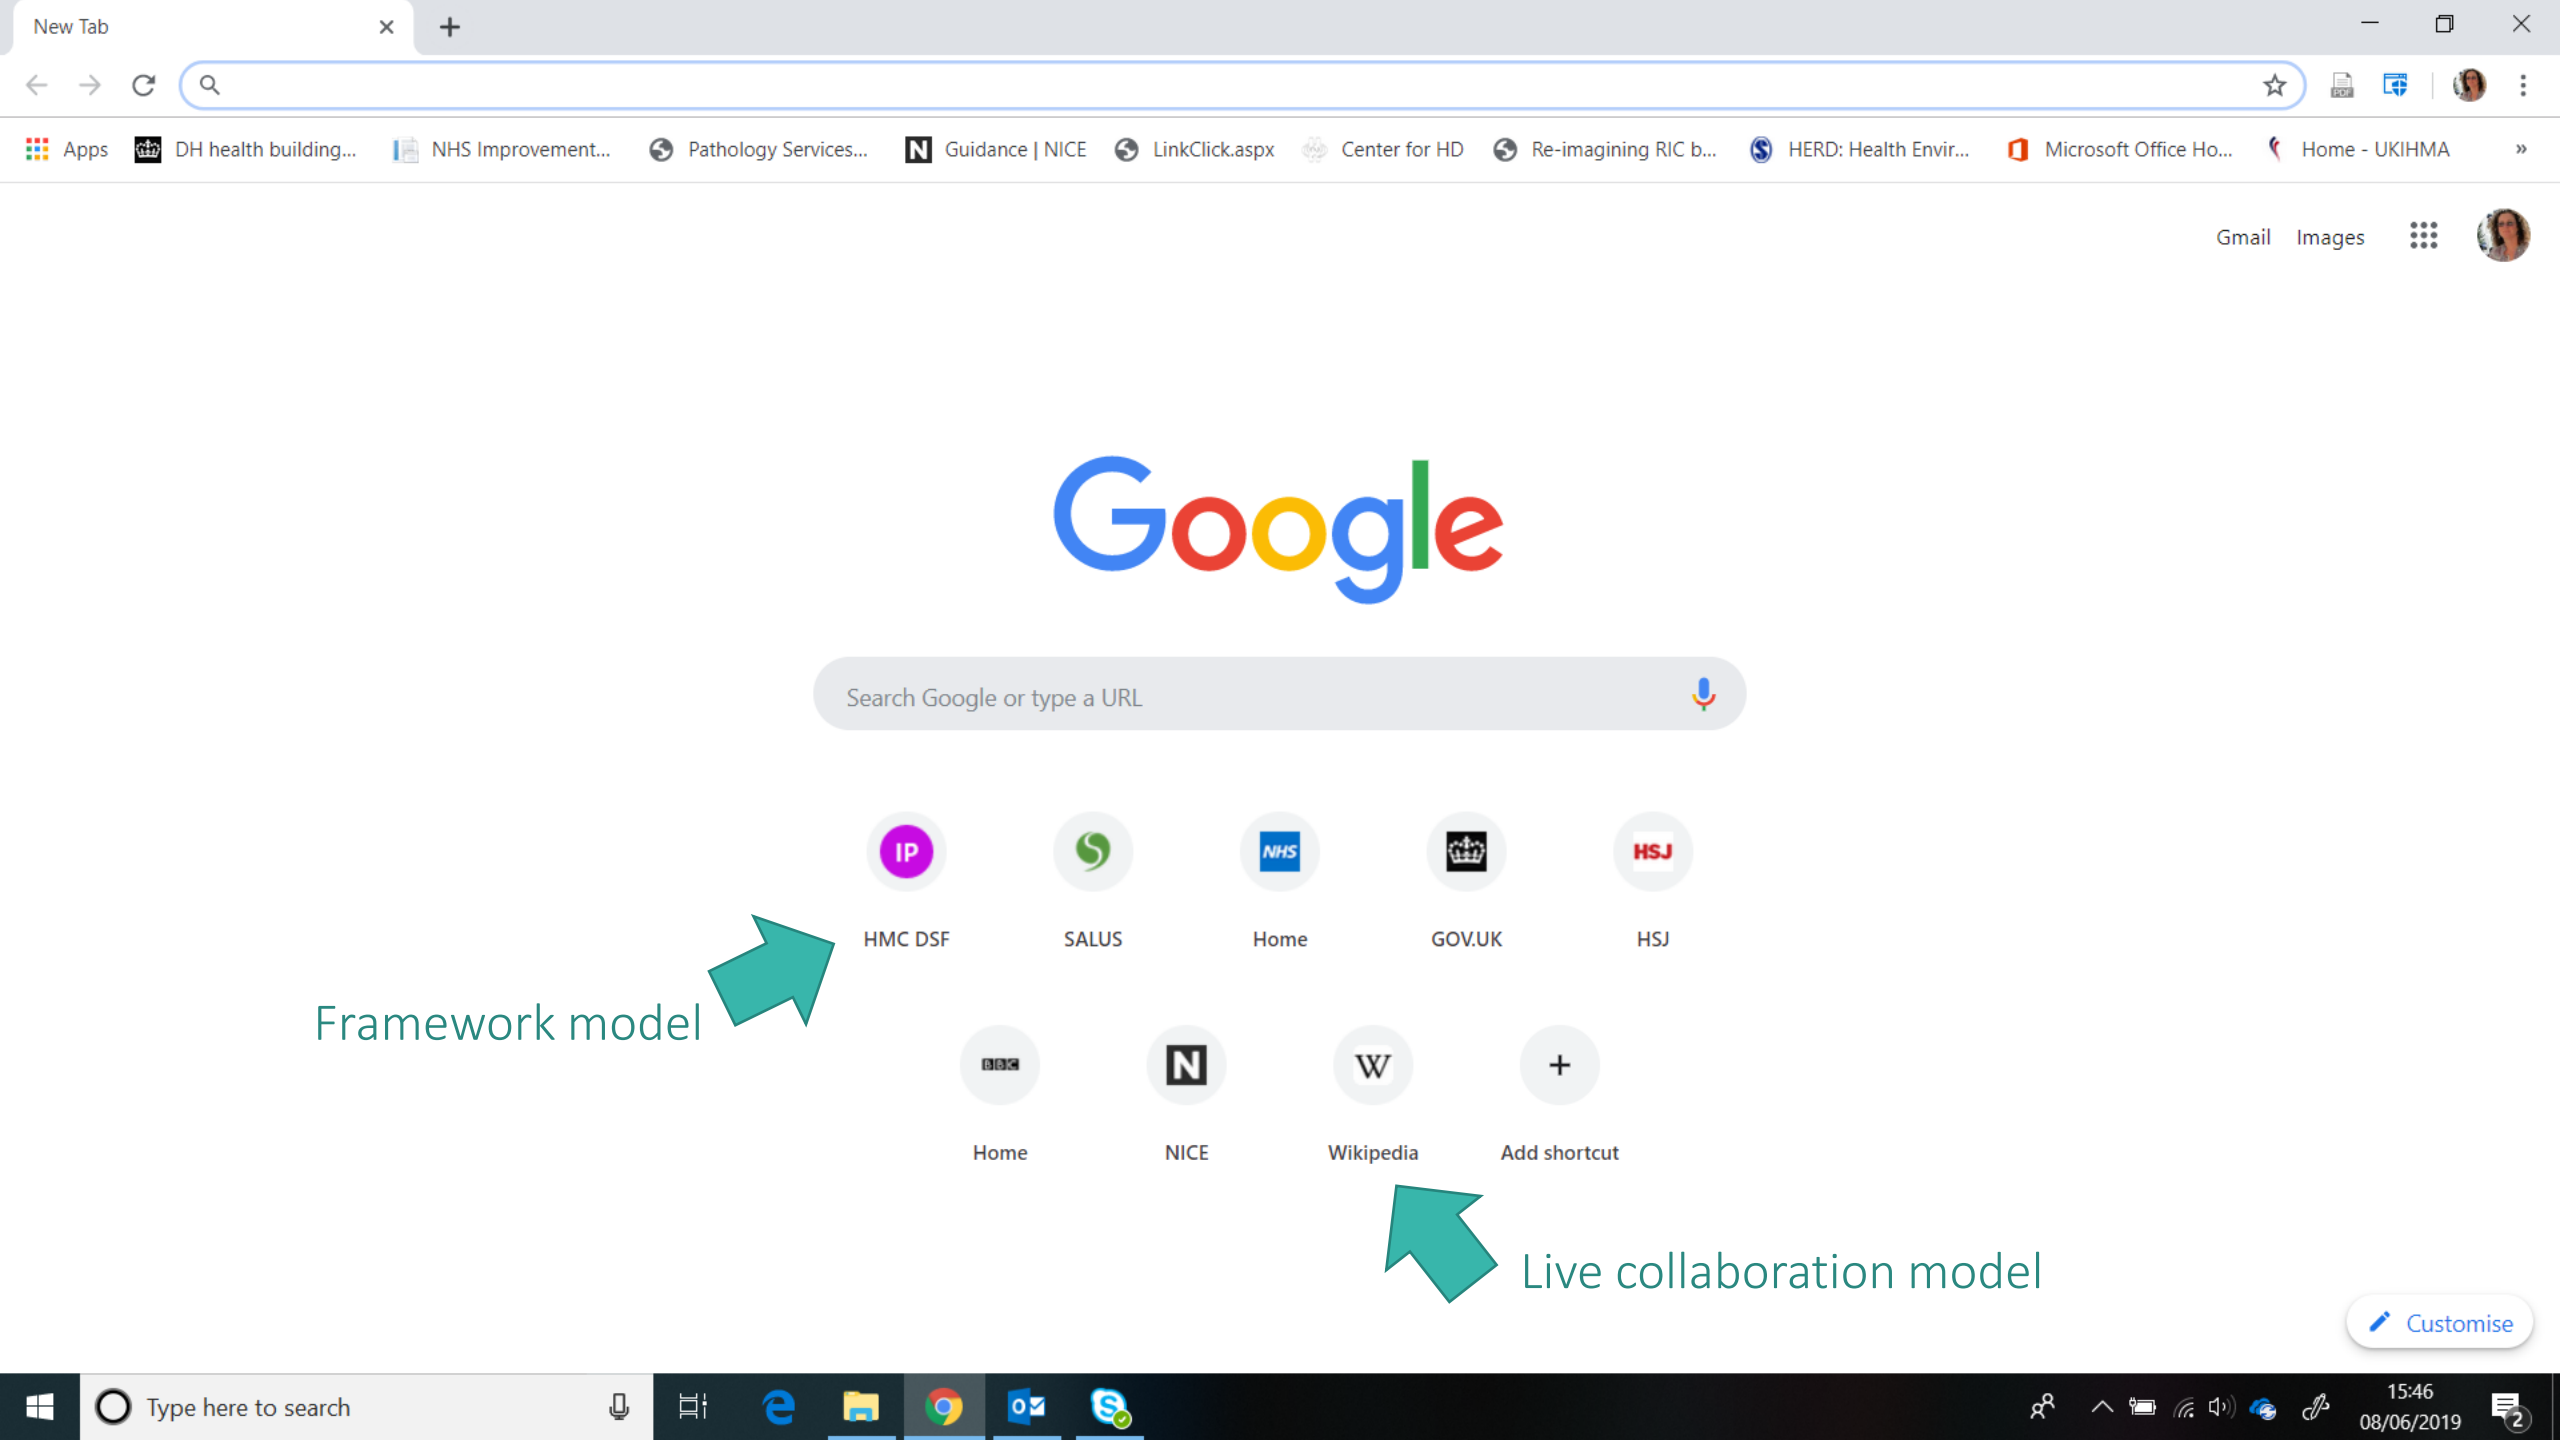 New Tab
Apps DH health building... NHS Improvement... Pathology Services... N Guidance | NICE LinkClick.aspx Center for HD Re-imagining RIC b... S HERD: Health Envir... Microsoft Office Ho... Home - UKIHMA »
Gmail Images
Google
Search Google or type a URL
IP S NHS HSJ
HMC DSF SALUS Home GOV.UK HSJ
Framework model
BBC N W
Home NICE Wikipedia Add shortcut
Live collaboration model
Customise
Type here to search
15:46
08/06/2019
2